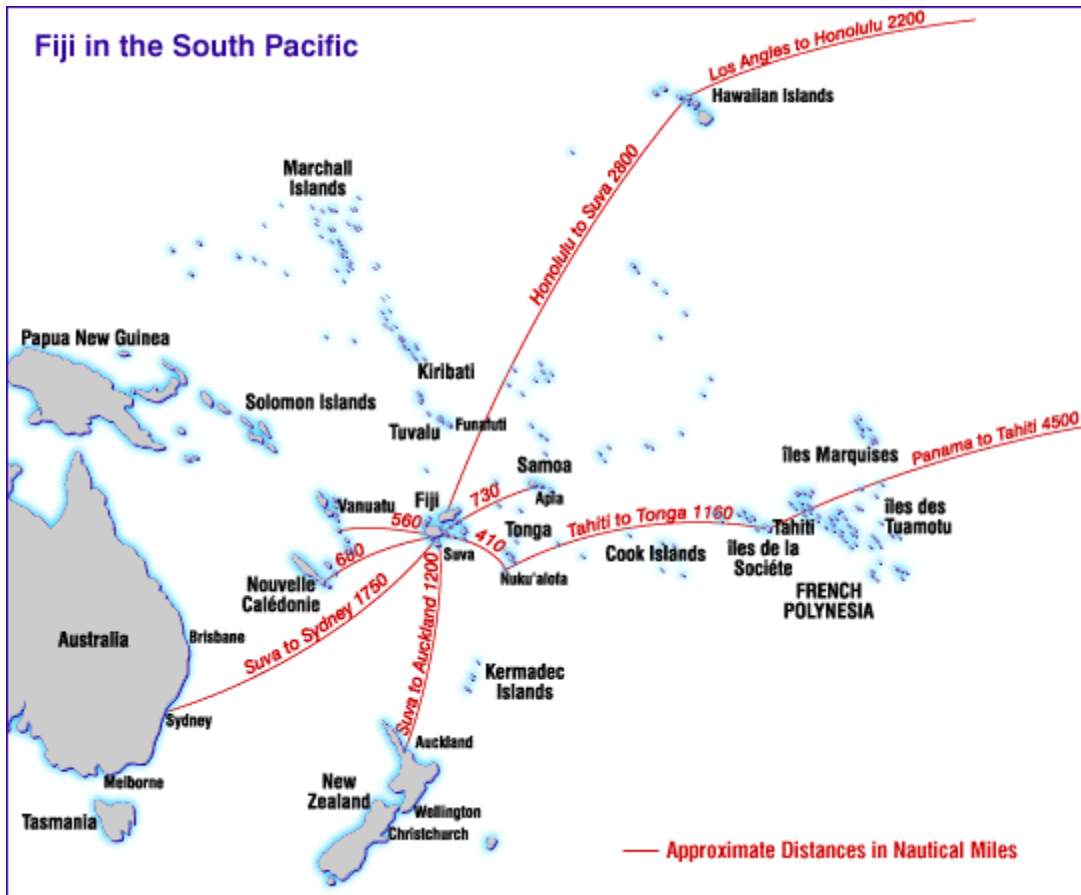 Fiji in the South Pacific
Los Angles to Honolulu 2200
Hawaiian Islands
Marchall
Islands
Honolulu to Suva 2800
Papua New Guinea
Kiribati
Solomon Islands
Tuvalu
Funafuti
îles Marquises
Panama to Tahiti 4500
Samoa
Apia
730
Fiji
Vanuatu
560
Tonga
410
Tahiti to Tonga 1160
Tahiti
îles des
Tuamotu
Suva
680
Cook Islands
îles de la
Sociéte
Nuku'alofa
Nouvelle
Calédonie
FRENCH
POLYNESIA
Suva to Sydney 1750
Suva to Auckland 1200
Australia
Brisbane
Kermadec
Islands
Sydney
Auckland
Melborne
New
Zealand
Tasmania
Wellington
Christchurch
Approximate Distances in Nautical Miles